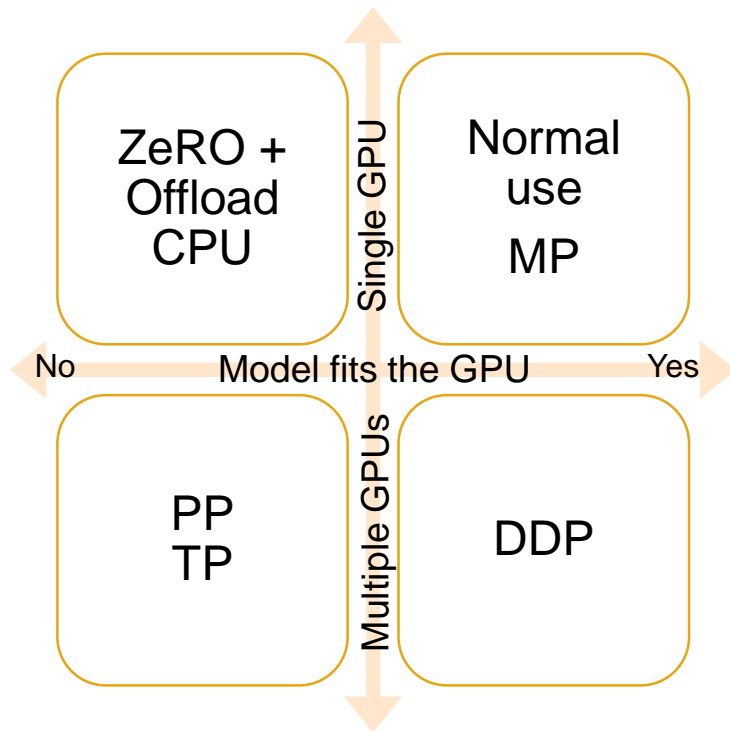 ZeRO +
Offload
CPU
Single GPU
Normal
use
MP
No
Model fits the GPU
Yes
PP
TP
Multiple GPUs
DDP